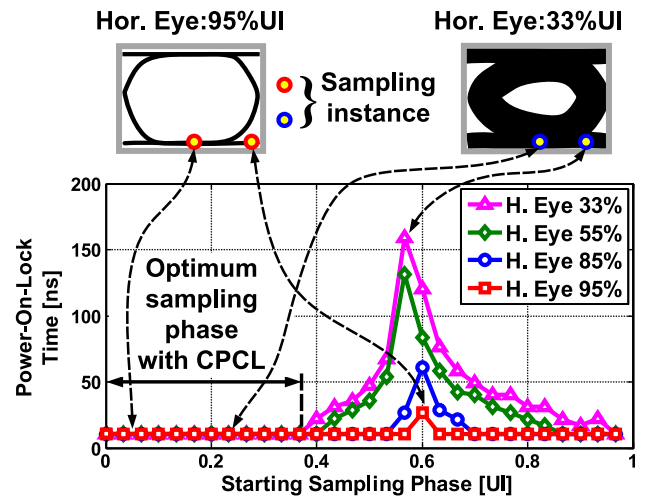 Hor. Eye:95%UI
Hor. Eye:33%UI
Sampling
instance
200
150
100
50
0
Power-On-Lock
Time [ns]
Optimum
sampling
phase
with CPCL
H. Eye 33%
H. Eye 55%
H. Eye 85%
H. Eye 95%
0
0.2
0.4
0.6
0.8
1
Starting Sampling Phase [UI]